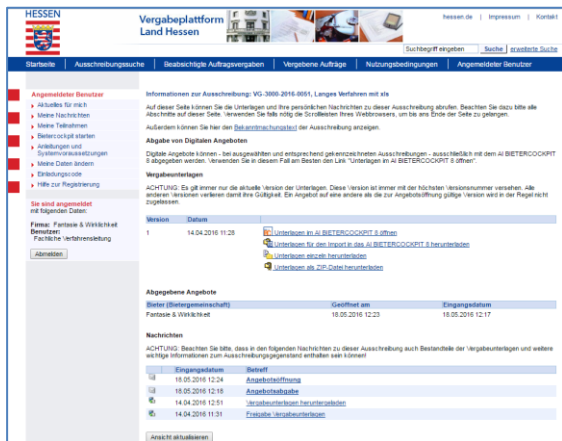 HESSEN
Vergabeplattform
Land Hessen
hessen.de | Impressum | Kontakt
Suchbegriff eingeben Suche erweiterte Suche
Startseite Ausschreibungssuche Beabsichtigte Auftragsvergaben Vergebene Aufträge Nutzungsbedingungen Angemeldeter Benutzer
Angemeldeter Benutzer
Aktuelles für mich
Meine Nachrichten
Meine Teilnahmen
Bietercockpit starten
Anleitungen und
Systemvoraussetzungen
Meine Daten ändern
Einladungscode
Hilfe zur Registrierung
Sie sind angemeldet
mit folgenden Daten:
Firma: Fantasie & Wirklichkeit
Benutzer:
Fachliche Verfahrensleitung
Abmelden
Informationen zur Ausschreibung: VG-3000-2016-0051, Langes Verfahren mit xls
Auf dieser Seite können Sie die Unterlagen und Ihre persönlichen Nachrichten zu dieser Ausschreibung abrufen. Beachten Sie dazu bitte alle
Abschnitte auf dieser Seite. Verwenden Sie falls nötig die Scrolleisten Ihres Webbrowsers, um bis ans Ende der Seite zu gelangen.
Außerdem können Sie hier den Bekanntmachungstext der Ausschreibung anzeigen.
Abgabe von Digitalen Angeboten
Digitale Angebote können - bei ausgewählten und entsprechend gekennzeichneten Ausschreibungen - ausschließlich mit dem AI BIETERCOCKPIT
8 abgegeben werden. Verwenden Sie in diesem Fall am Besten den Link "Unterlagen im AI BIETERCOCKPIT 8 öffnen".
Vergabeunterlagen
ACHTUNG: Es gilt immer nur die aktuelle Version der Unterlagen. Diese Version ist immer mit der höchsten Versionsnummer versehen. Alle
anderen Versionen verlieren damit ihre Gültigkeit. Ein Angebot auf eine andere als die zur Angebotsöffnung gültige Version wird in der Regel nicht
zugelassen.
Version Datum
1 14.04.2016 11:28 Unterlagen im AI BIETERCOCKPIT 8 öffnen
Unterlagen für den Import in das AI BIETERCOCKPIT 8 herunterladen
Unterlagen einzeln herunterladen
Unterlagen als ZIP-Datei herunterladen
Abgegebene Angebote
Bieter (Bietergemeinschaft) Geöffnet am Eingangsdatum
Fantasie & Wirklichkeit 18.05.2016 12:23 18.05.2016 12:17
Nachrichten
ACHTUNG: Beachten Sie bitte, dass in den folgenden Nachrichten zu dieser Ausschreibung auch Bestandteile der Vergabeunterlagen und weitere
wichtige Informationen zum Ausschreibungsgegenstand enthalten sein können!
Eingangsdatum Betreff
18.05.2016 12:24 Angebotsöffnung
18.05.2016 12:18 Angebotsabgabe
14.04.2016 12:51 Vergabeunterlagen heruntergeladen
14.04.2016 11:31 Freigabe Vergabeunterlagen
Ansicht aktualisieren